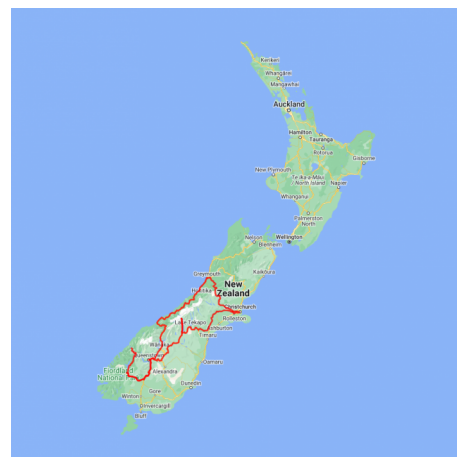 Kerikeri
Whangārei
Mangawhai
Auckland
Hamilton
Tauranga
Rotorua
Gisborne
New Plymouth
Te Ika-a-Māui
North Island
Napier
Whanganui
Palmerston
North
Nelson
Wellington
Blenheim
Greymouth
Kaikōura
New
Zealand
Hokitika
Christchurch
Rolleston
Lake Tekapo
Ashburton
Timaru
Wānaka
Queenstown
Oamaru
Fiordland
National
Alexandra
Dunedin
Gore
Winton
Invercargill
Bluff